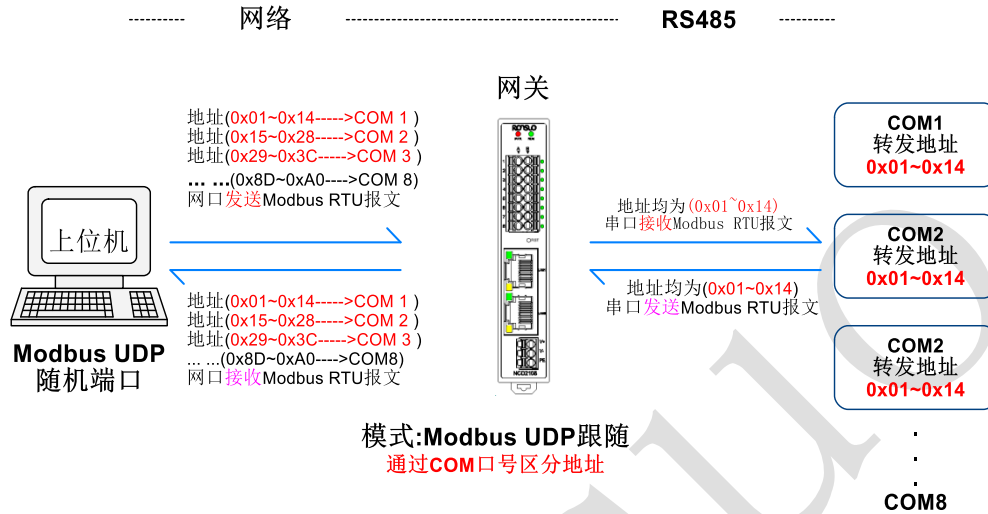 网络
RS485
网关
地址(0x01~0x14----->COM 1 )
地址(0x15~0x28----->COM 2 )
地址(0x29~0x3C----->COM 3 )
... ...(0x8D~0xA0---->COM 8)
网口发送Modbus RTU报文
上位机
Modbus UDP
随机端口
地址(0x01~0x14----->COM 1 )
地址(0x15~0x28----->COM 2 )
地址(0x29~0x3C----->COM 3 )
... ...(0x8D~0xA0---->COM8)
网口接收Modbus RTU报文
NCD2108
地址均为(0x01~0x14)
串口接收Modbus RTU报文
地址均为(0x01~0x14)
串口发送Modbus RTU报文
COM1
转发地址
0x01~0x14
COM2
转发地址
0x01~0x14
COM2
转发地址
0x01~0x14
COM8
模式:Modbus UDP跟随
通过COM口号区分地址